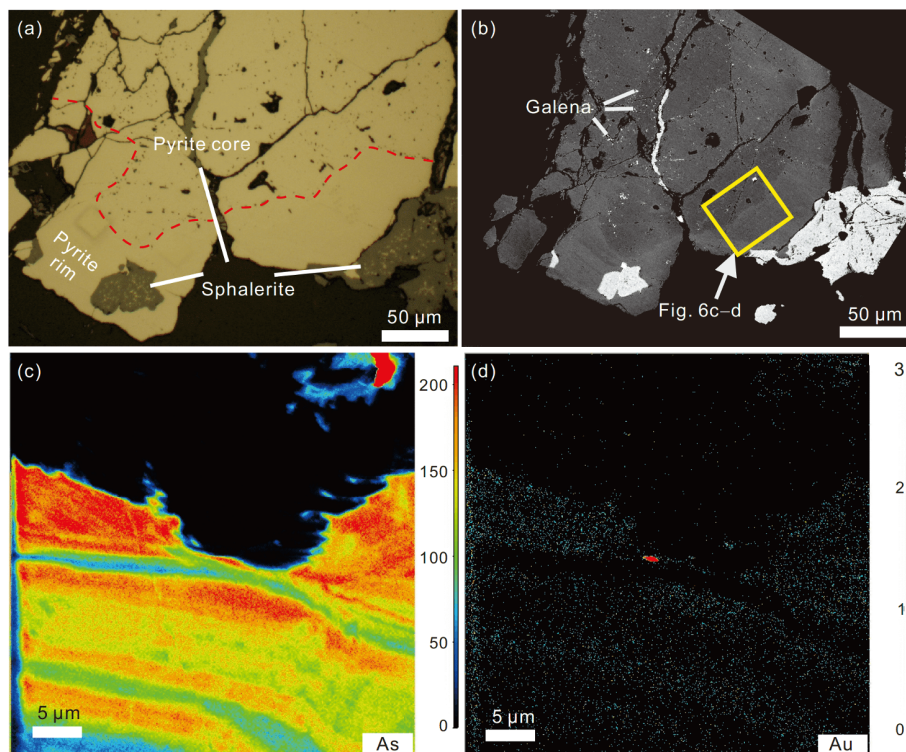 (a)
Pyrite core
Pyrite
rim
Sphalerite
50 μm
(b)
Galena
Fig. 6c–d
50 μm
(c)
200
150
100
50
0
5 μm
As
(d)
3
2
1
0
5 μm
Au